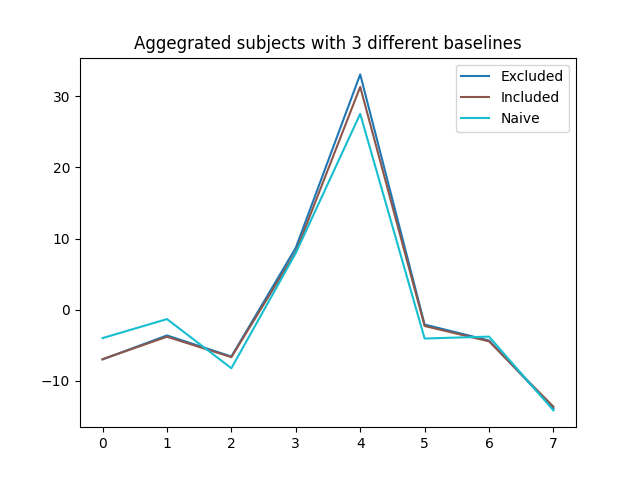 Aggegrated subjects with 3 different baselines
Excluded
Included
Naive
30
20
10
0
−10
0 1 2 3 4 5 6 7